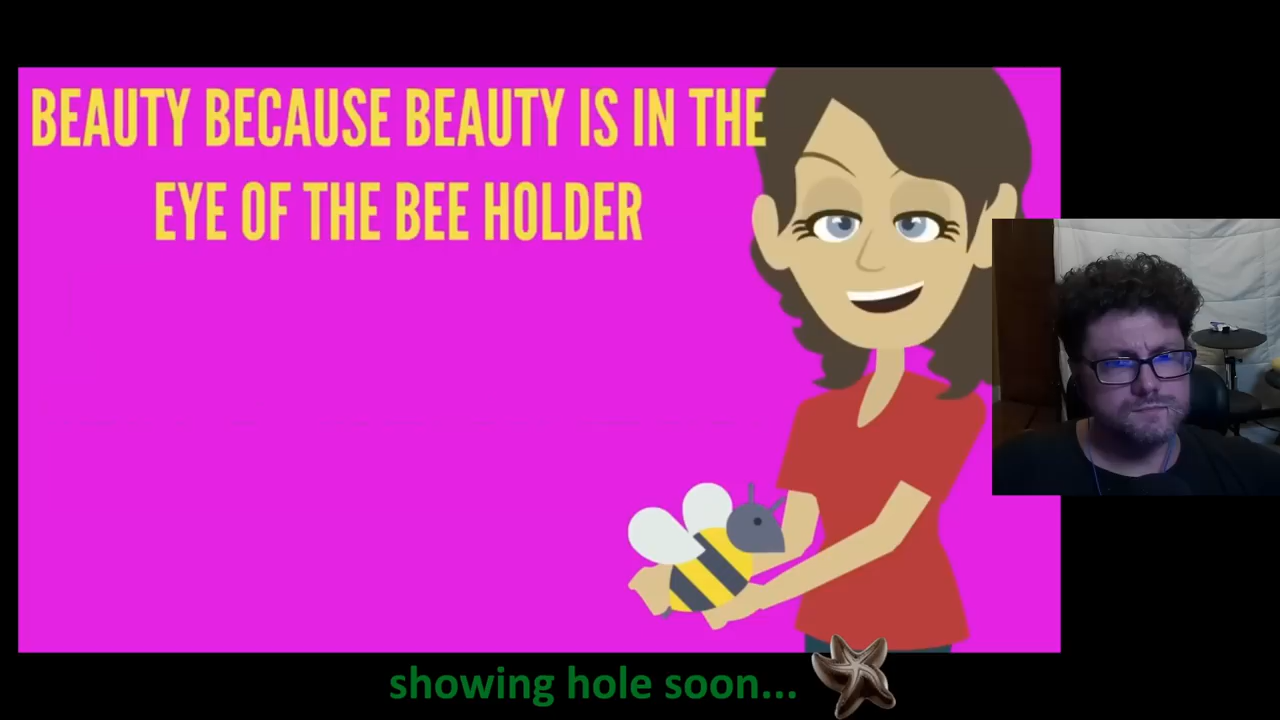 BEAUTY BECAUSE BEAUTY IS IN THE
EYE OF THE BEE HOLDER
showing hole soon...